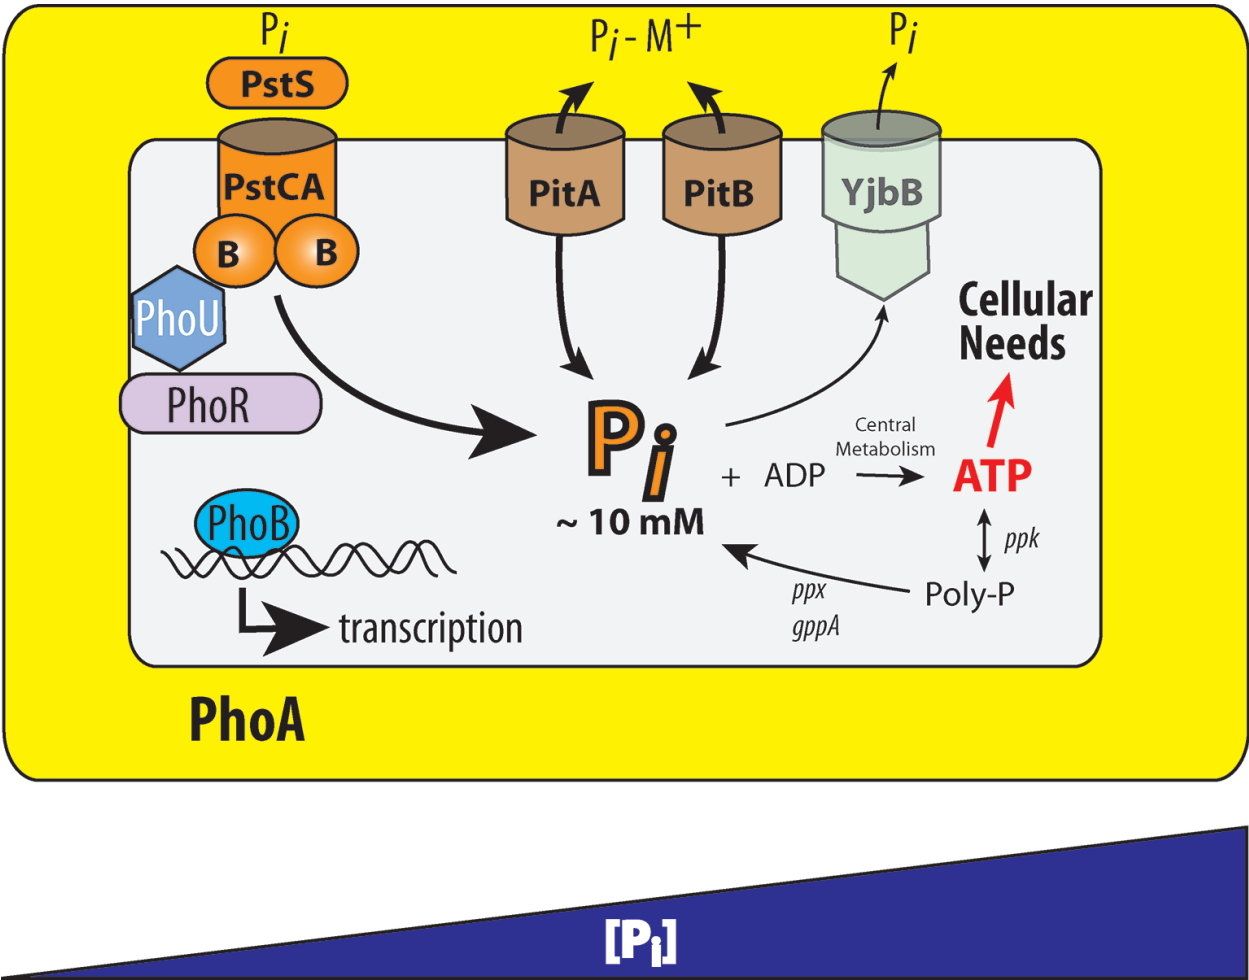 Pi
Pi - M+
Pi
PstS
PstCA
B
B
PitA
PitB
YjbB
PhoU
PhoR
Cellular
Needs
Pi
~ 10 mM
+ ADP
Central
Metabolism
ATP
ppk
Poly-P
ppx
gppA
PhoB
transcription
PhoA
[Pi]